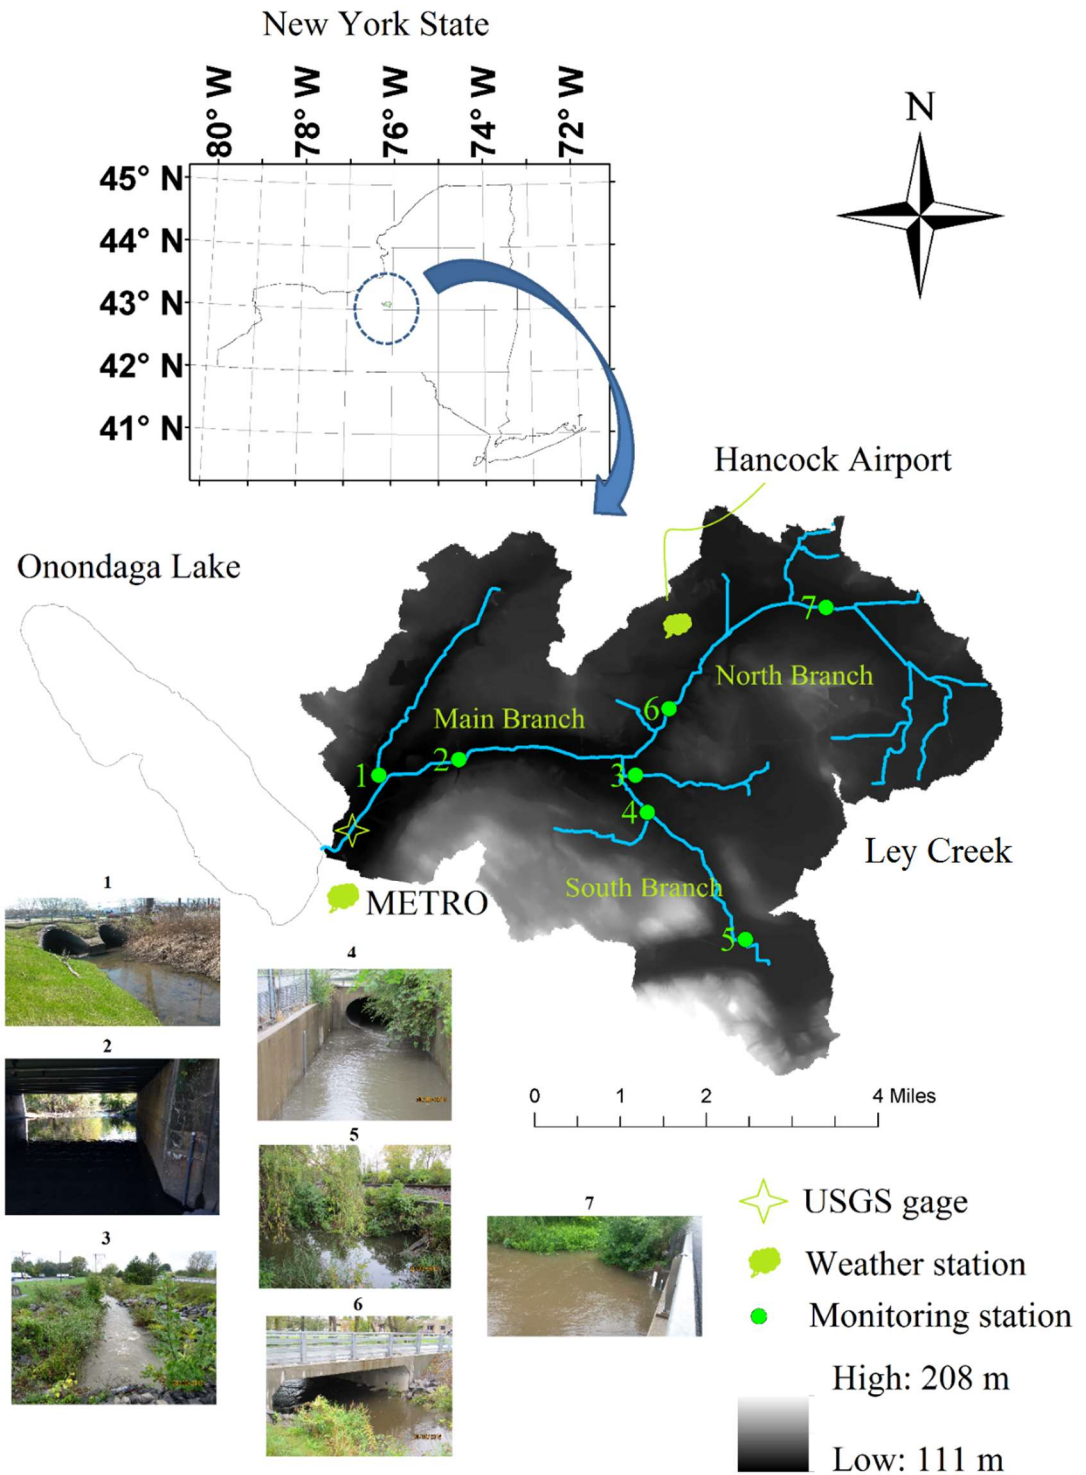 New York State
80° W
78° W
76° W
74° W
72° W
N
45° N
44° N
43° N
42° N
41° N
Hancock Airport
Onondaga Lake
7
North Branch
6
Main Branch
2
1
3
4
Ley Creek
South Branch
METRO
5
1
4
2
0 1 2 4 Miles
5
7
USGS gage
3
Weather station
6
Monitoring station
High: 208 m
Low: 111 m